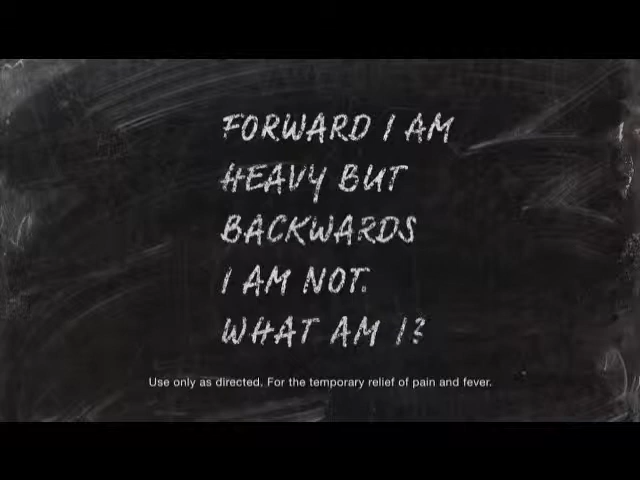 FORWARD I AM
HEAVY BUT
BACKWARDS
I AM NOT.
WHAT AM I?
Use only as directed. For the temporary relief of pain and fever.